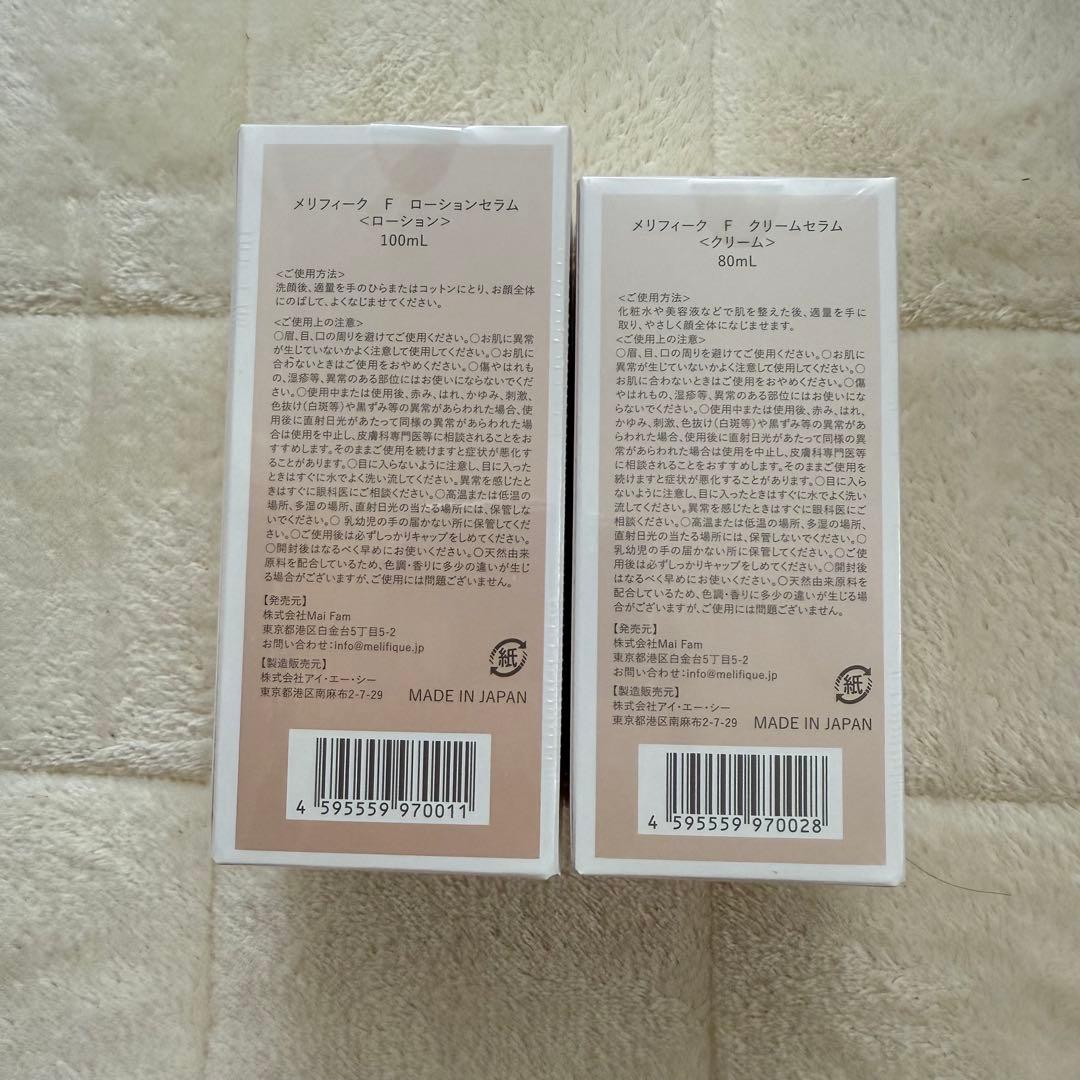 メリフィーク　F　ローションセラム
＜ローション＞
100mL
＜ご使用方法＞
洗顔後、適量を手のひらまたはコットンにとり、お顔全体
にのばして、よくなじませてください。
＜ご使用上の注意＞
○眉、目、口の周りを避けてご使用ください。○お肌に異常
が生じていないかよく注意して使用してください。○お肌に
合わないときはご使用をおやめください。○傷やはれも
の、湿疹等、異常のある部位にはお使いにならないでくだ
さい。○使用中または使用後、赤み、はれ、かゆみ、刺激、
色抜け(白斑等)や黒ずみ等の異常があらわれた場合、使
用後に直射日光があたって同様の異常があらわれた場
合は使用を中止し、皮膚科専門医等に相談されることをお
すすめします。そのままご使用を続けますと症状が悪化す
ることがあります。○目に入らないように注意し、目に入った
ときはすぐに水でよく洗い流してください。異常を感じたと
きはすぐに眼科医にご相談ください。○高温または低温の
場所、多湿の場所、直射日光の当たる場所には、保管しな
いでください。○ 乳幼児の手の届かない所に保管してくだ
さい。○ご使用後は必ずしっかりキャップをしめてください。
○開封後はなるべく早めにお使いください。○天然由来
原料を配合しているため、色調・香りに多少の違いが生じ
る場合がございますが、ご使用には問題ございません。
【発売元】
株式会社Mai Fam
東京都港区白金台5丁目5-2
お問い合わせ：info@melifique.jp
【製造販売元】
株式会社アイ・エー・シー
東京都港区南麻布2-7-29
紙
MADE IN JAPAN
4 595559 970011
メリフィーク　F　クリームセラム
＜クリーム＞
80mL
＜ご使用方法＞
化粧水や美容液などで肌を整えた後、適量を手に
取り、やさしく顔全体になじませます。
＜ご使用上の注意＞
○眉、目、口の周りを避けてご使用ください。○お肌に
異常が生じていないかよく注意して使用してください。○
お肌に合わないときはご使用をおやめください。○傷
やはれもの、湿疹等、異常のある部位にはお使いにな
らないでください。○使用中または使用後、赤み、はれ、
かゆみ、刺激、色抜け(白斑等)や黒ずみ等の異常があ
らわれた場合、使用後に直射日光があたって同様の異
常があらわれた場合は使用を中止し、皮膚科専門医等
に相談されることをおすすめします。そのままご使用を
続けますと症状が悪化することがあります。○目に入ら
ないように注意し、目に入ったときはすぐに水でよく洗い
流してください。異常を感じたときはすぐに眼科医にご
相談ください。○高温または低温の場所、多湿の場所、
直射日光の当たる場所には、保管しないでください。○
乳幼児の手の届かない所に保管してください。○ご使
用後は必ずしっかりキャップをしめてください。○開封後
はなるべく早めにお使いください。○天然由来原料を
配合しているため、色調・香りに多少の違いが生じる場
合がございますが、ご使用には問題ございません。
【発売元】
株式会社Mai Fam
東京都港区白金台5丁目5-2
お問い合わせ：info@melifique.jp
【製造販売元】
株式会社アイ・エー・シー
東京都港区南麻布2-7-29
紙
MADE IN JAPAN
4 595559 970028